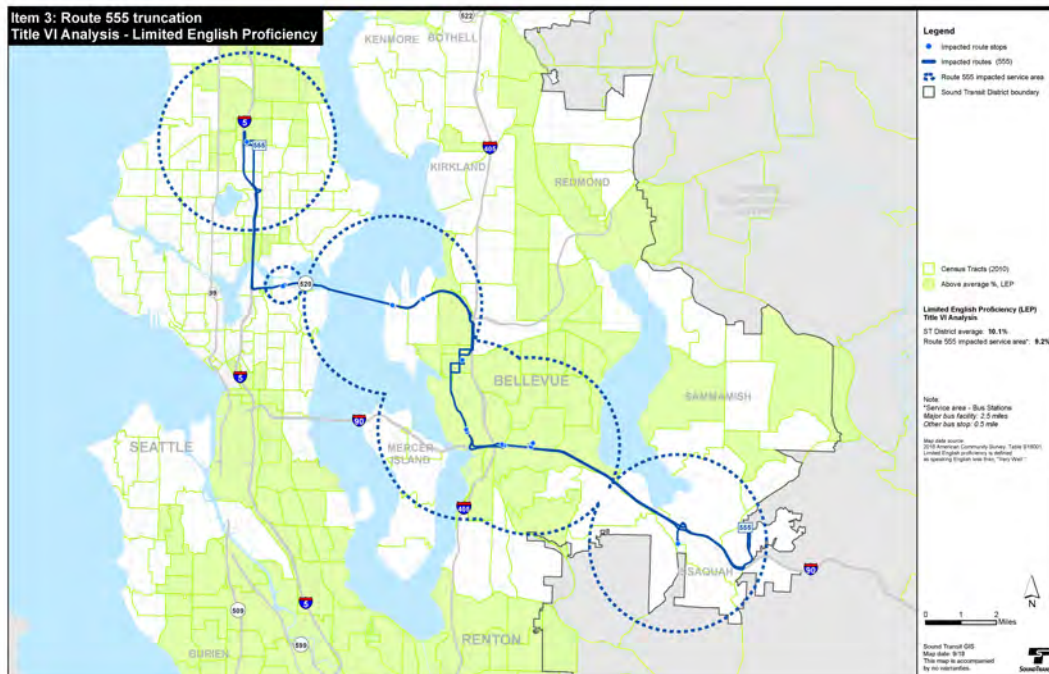 Item 3: Route 555 truncation
Title VI Analysis - Limited English Proficiency
522
KENMORE
BOTHELL
5
555
KIRKLAND
405
REDMOND
520
99
BELLEVUE
SAMMAMISH
5
90
SEATTLE
MERCER
ISLAND
405
555
ISSAQUAH
90
5
509
599
BURIEN
RENTON
Legend
Impacted route stops
Impacted routes (555)
Route 555 impacted service area
Sound Transit District boundary
Census Tracts (2010)
Above average %, LEP
Limited English Proficiency (LEP)
Title VI Analysis
ST District average: 10.1%
Route 555 impacted service area*: 9.2%
Note:
*Service area - Bus Stations
Major bus facility: 2.5 miles
Other bus stop: 0.5 mile
Map data source:
2016 American Community Survey, Table B16001.
Limited English proficiency is defined
as speaking English less than, "Very Well".
N
0 1 2
Miles
Sound Transit GIS
Map date: 9/18
This map is accompanied
by no warranties.
SOUNDTRANSIT